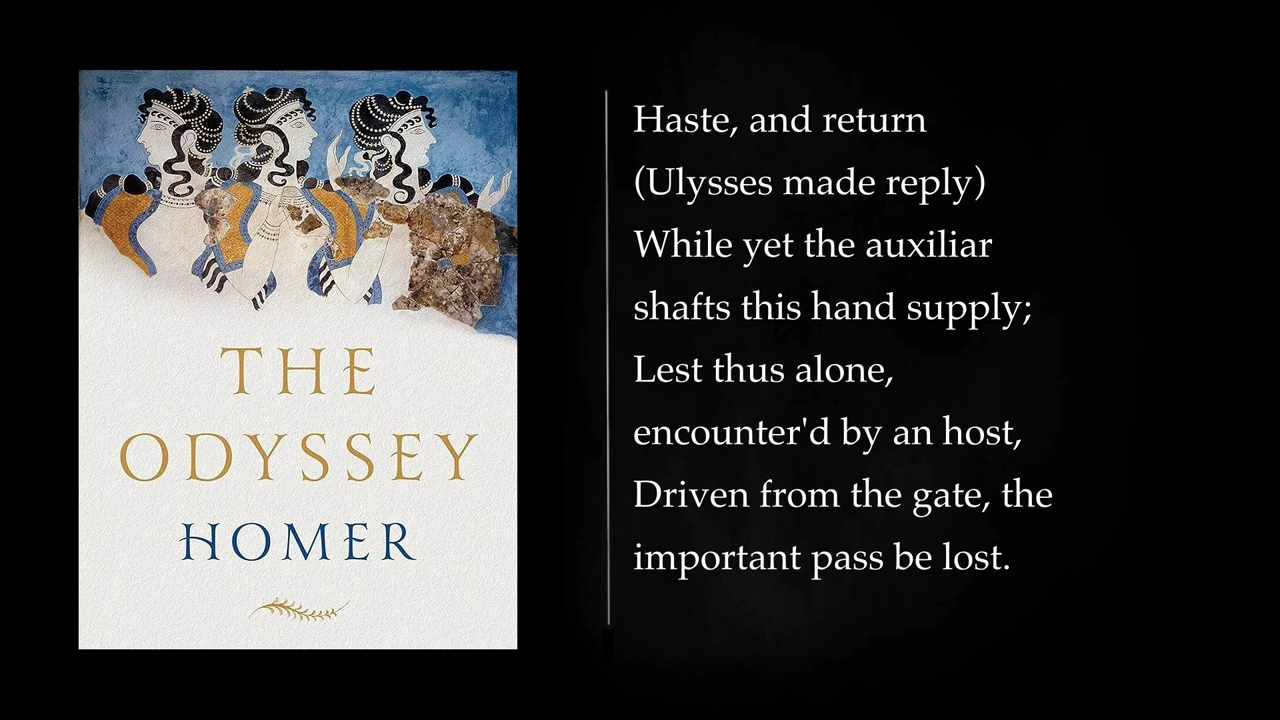 THE
ODYSSEY
HOMER
Haste, and return
(Ulysses made reply)
While yet the auxiliar
shafts this hand supply;
Lest thus alone,
encounter'd by an host,
Driven from the gate, the
important pass be lost.